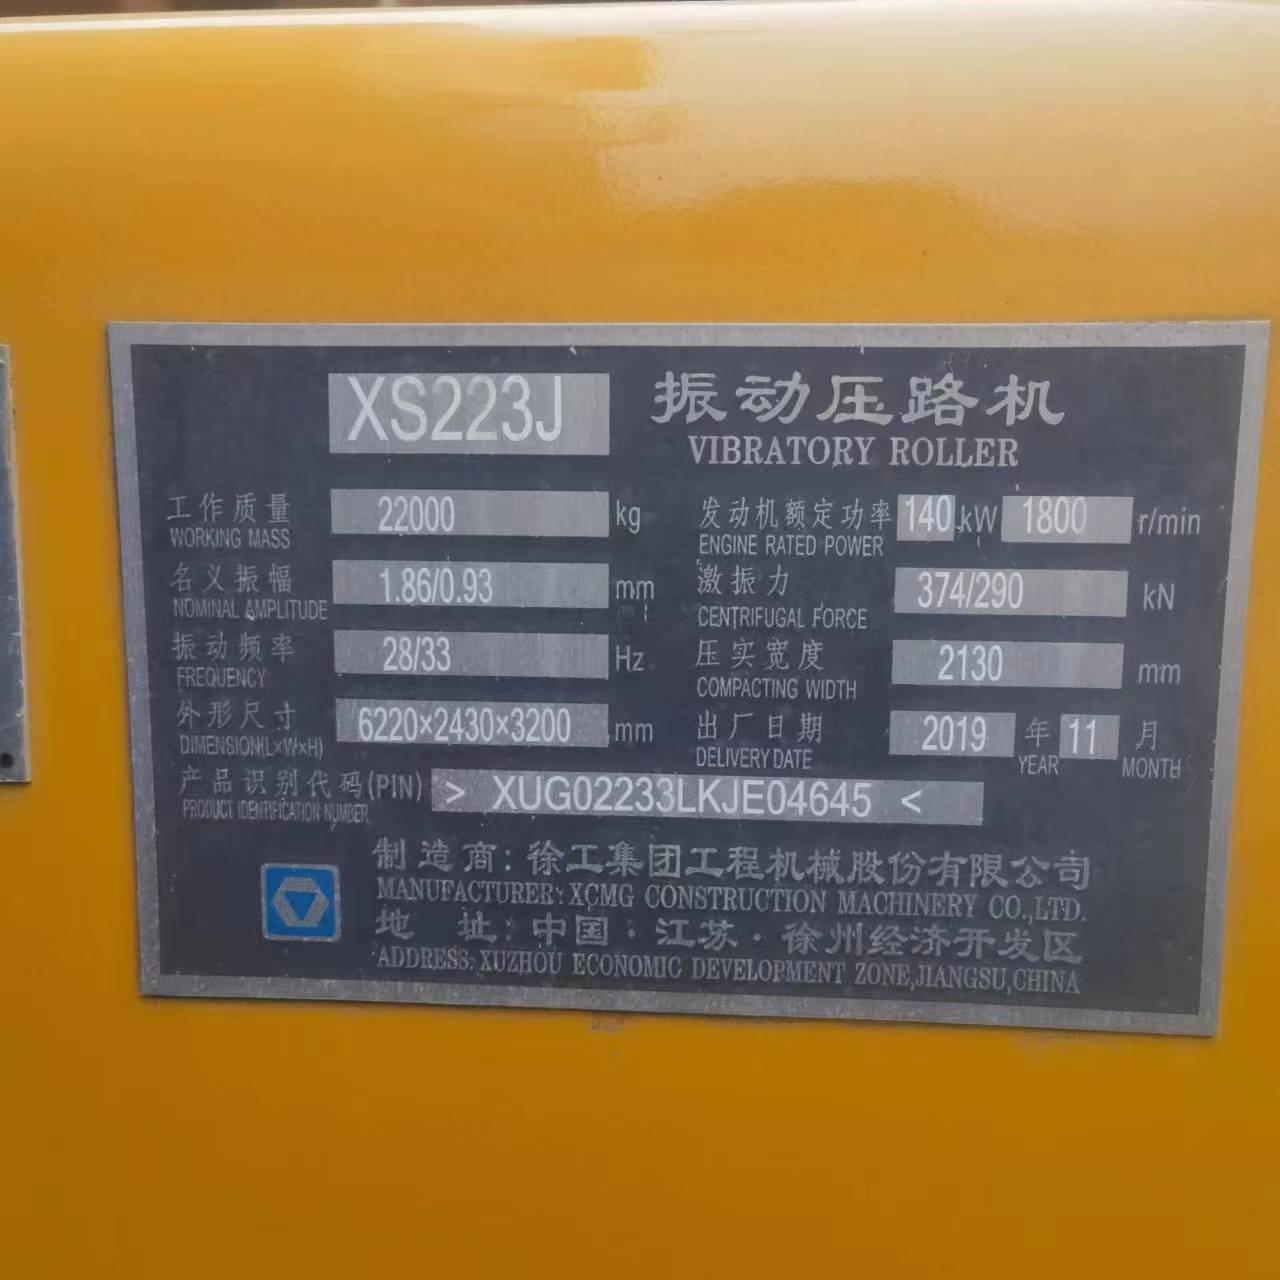 XS223J 振动压路机
VIBRATORY ROLLER
工作质量 22000 kg 发动机额定功率 140 kW 1800 r/min
WORKING MASS ENGINE RATED POWER
名义振幅 1.86/0.93 mm 激振力 374/290 kN
NOMINAL AMPLITUDE CENTRIFUGAL FORCE
振动频率 28/33 Hz 压实宽度 2130 mm
FREQUENCY COMPACTING WIDTH
外形尺寸 6220×2430×3200 mm 出厂日期 2019 年 11 月
DIMENSION(L×W×H) DELIVERY DATE YEAR MONTH
产品识别代码(PIN) > XUG02233LKJE04645 <
PRODUCT IDENTIFICATION NUMBER
制造商:徐工集团工程机械股份有限公司
MANUFACTURER: XCMG CONSTRUCTION MACHINERY CO.,LTD.
地 址:中国·江苏·徐州经济开发区
ADDRESS: XUZHOU ECONOMIC DEVELOPMENT ZONE,JIANGSU,CHINA